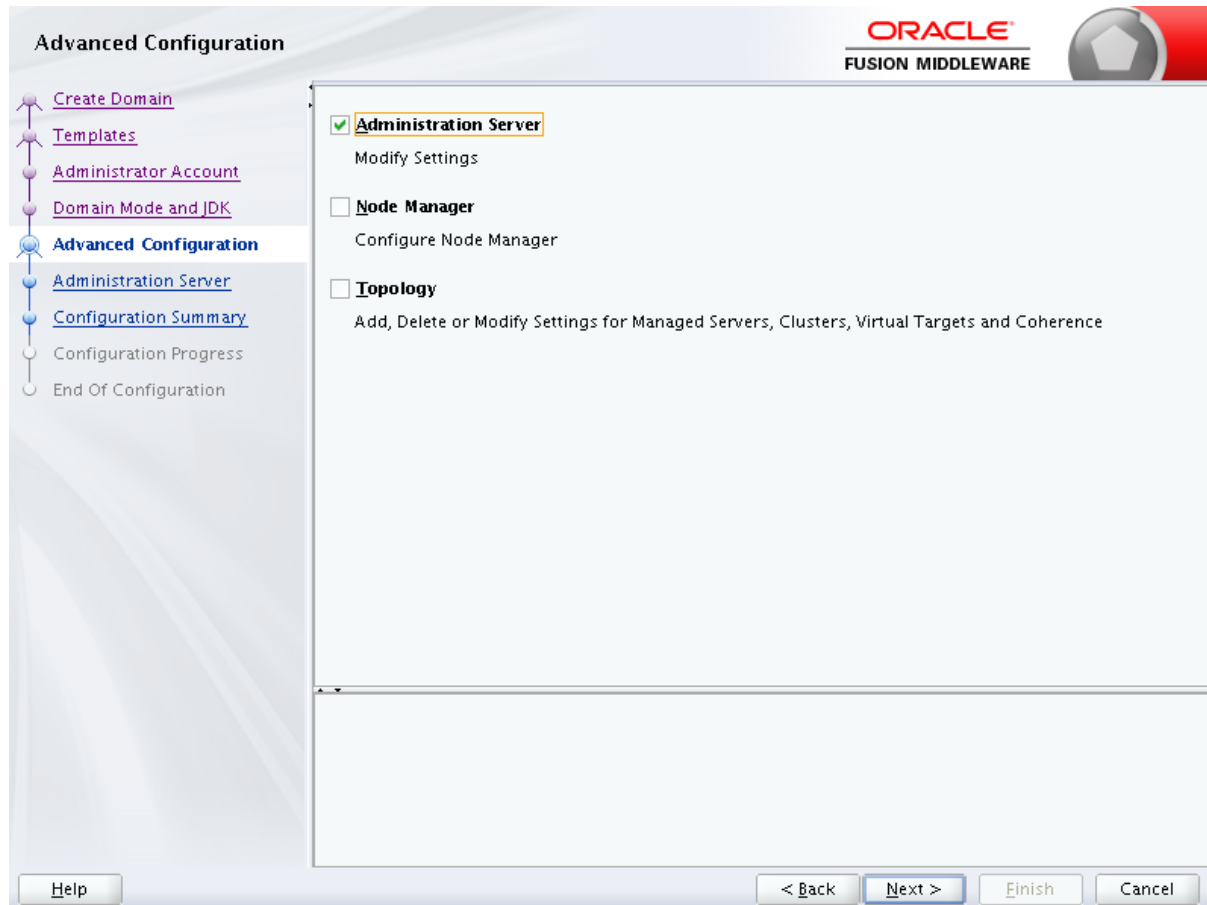 Advanced Configuration
ORACLE
FUSION MIDDLEWARE
Create Domain
Templates
Administrator Account
Domain Mode and JDK
Advanced Configuration
Administration Server
Configuration Summary
Configuration Progress
End Of Configuration
Administration Server
Modify Settings
Node Manager
Configure Node Manager
Topology
Add, Delete or Modify Settings for Managed Servers, Clusters, Virtual Targets and Coherence
Help
< Back
Next >
Finish
Cancel